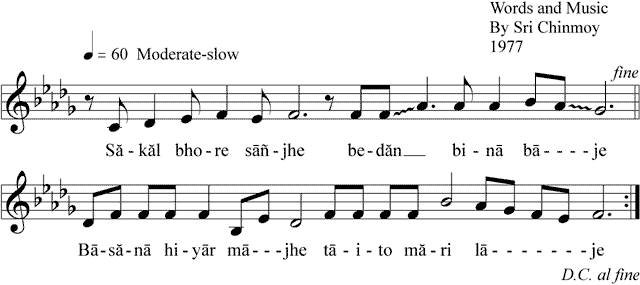 Words and Music
By Sri Chinmoy
1977
♩ = 60 Moderate-slow
fine
Să-kăl bho-re sāñ-jhe be-dăn__ bi-nā bā-----je
Bā-să-nā hi-yār mā---jhe tā-i-to mă-ri lā------je
D.C. al fine